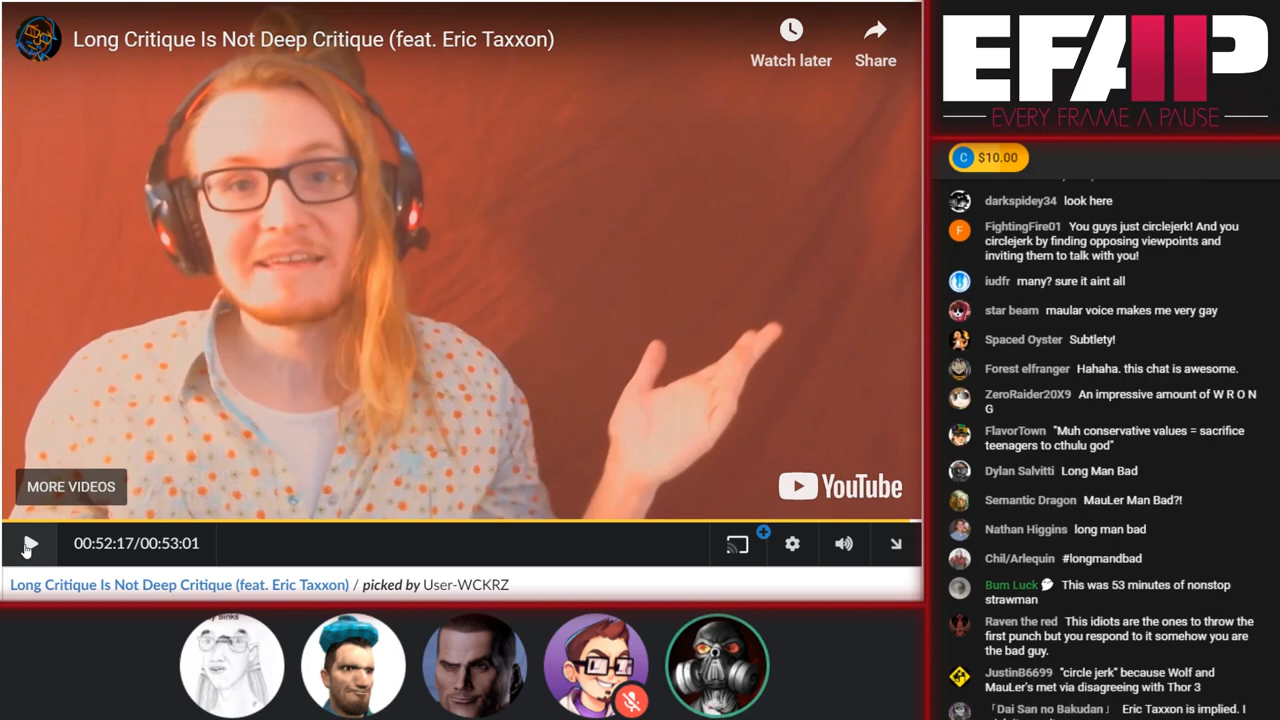 Long Critique Is Not Deep Critique (feat. Eric Taxxon)
Watch later
Share
MORE VIDEOS
YouTube
00:52:17/00:53:01
Long Critique Is Not Deep Critique (feat. Eric Taxxon) / picked by User-WCKRZ
EFAP
EVERY FRAME A PAUSE
C $10.00
darkspidey34 look here
F FightingFire01 You guys just circlejerk! And you
circlejerk by finding opposing viewpoints and
inviting them to talk with you!
iudfr many? sure it aint all
star beam maular voice makes me very gay
Spaced Oyster Subtlety!
Forest elfranger Hahaha. this chat is awesome.
ZeroRaider20X9 An impressive amount of W R O N
G
FlavorTown "Muh conservative values = sacrifice
teenagers to cthulu god"
Dylan Salvitti Long Man Bad
Semantic Dragon MauLer Man Bad?!
Nathan Higgins long man bad
Chil/Arlequin #longmandbad
Bum Luck This was 53 minutes of nonstop
strawman
Raven the red This idiots are the ones to throw the
first punch but you respond to it somehow you are
the bad guy.
JustinB6699 "circle jerk" because Wolf and
MauLer's met via disagreeing with Thor 3
「Dai San no Bakudan」 Eric Taxxon is implied. I